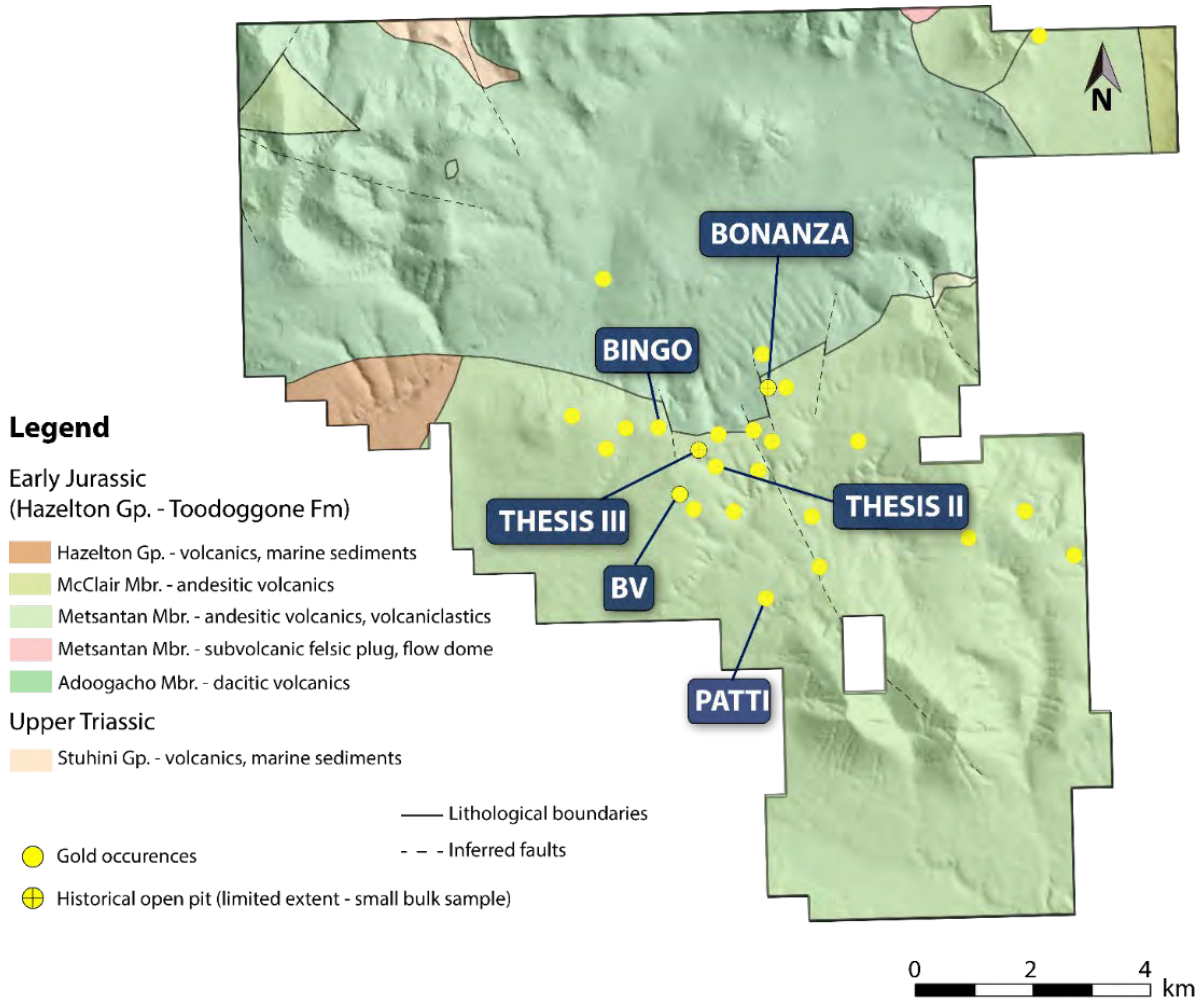 N
BONANZA
BINGO
THESIS III
THESIS II
BV
PATTI
Legend
Early Jurassic
(Hazelton Gp. - Toodoggone Fm)
Hazelton Gp. - volcanics, marine sediments
McClair Mbr. - andesitic volcanics
Metsantan Mbr. - andesitic volcanics, volcaniclastics
Metsantan Mbr. - subvolcanic felsic plug, flow dome
Adoogacho Mbr. - dacitic volcanics
Upper Triassic
Stuhini Gp. - volcanics, marine sediments
Lithological boundaries
Inferred faults
Gold occurences
Historical open pit (limited extent - small bulk sample)
0 2 4
km